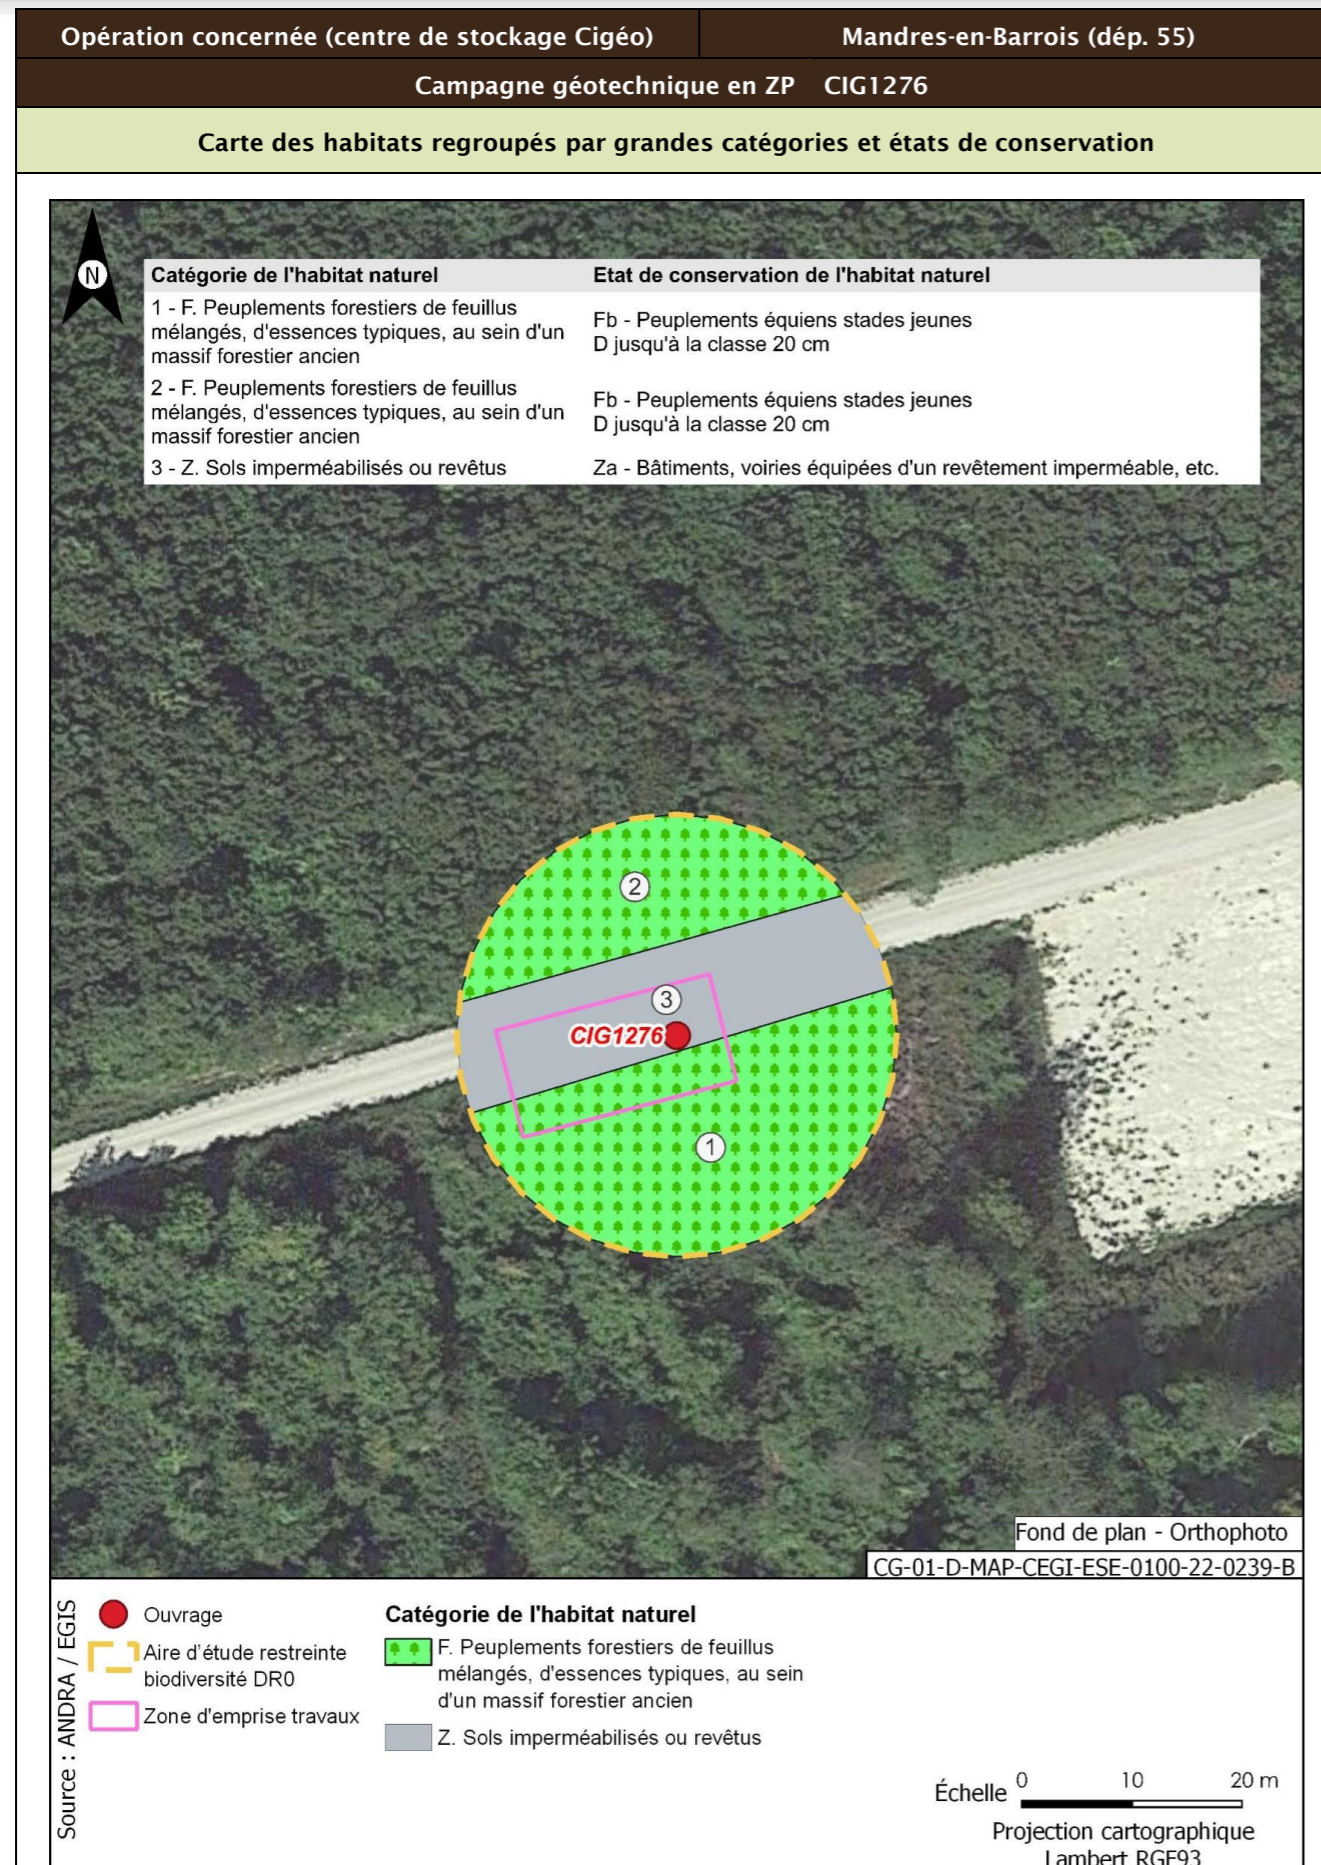 Opération concernée (centre de stockage Cigéo) Mandres-en-Barrois (dép. 55)
Campagne géotechnique en ZP CIG1276
Carte des habitats regroupés par grandes catégories et états de conservation
N
Catégorie de l'habitat naturel Etat de conservation de l'habitat naturel
1 - F. Peuplements forestiers de feuillus
mélangés, d'essences typiques, au sein d'un
massif forestier ancien
Fb - Peuplements équiens stades jeunes
D jusqu'à la classe 20 cm
2 - F. Peuplements forestiers de feuillus
mélangés, d'essences typiques, au sein d'un
massif forestier ancien
Fb - Peuplements équiens stades jeunes
D jusqu'à la classe 20 cm
3 - Z. Sols imperméabilisés ou revêtus Za - Bâtiments, voiries équipées d'un revêtement imperméable, etc.
2
3
CIG1276
1
Fond de plan - Orthophoto
CG-01-D-MAP-CEGI-ESE-0100-22-0239-B
Source : ANDRA / EGIS
Ouvrage
Aire d'étude restreinte
biodiversité DR0
Zone d'emprise travaux
Catégorie de l'habitat naturel
F. Peuplements forestiers de feuillus
mélangés, d'essences typiques, au sein
d'un massif forestier ancien
Z. Sols imperméabilisés ou revêtus
Échelle 0 10 20 m
Projection cartographique
Lambert RGF93